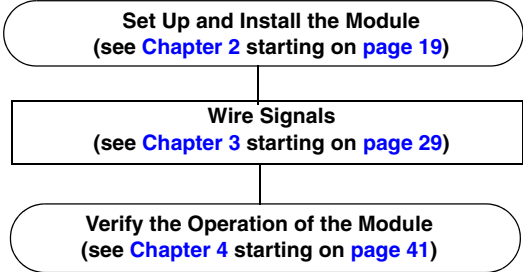 Set Up and Install the Module
(see Chapter 2 starting on page 19)
Wire Signals
(see Chapter 3 starting on page 29)
Verify the Operation of the Module
(see Chapter 4 starting on page 41)